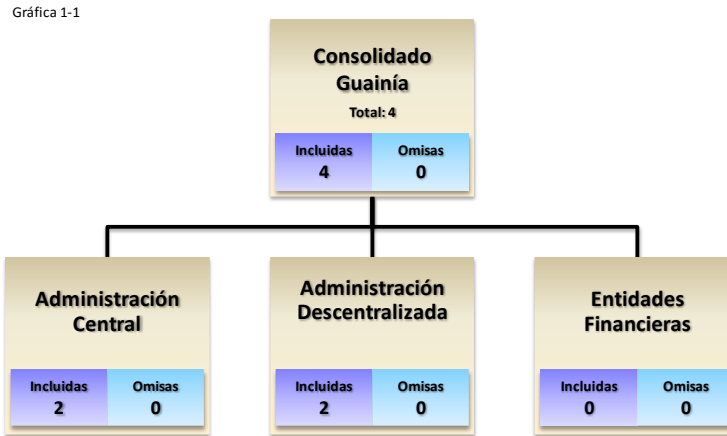 Gráfica 1-1
Consolidado
Guainía
Total: 4
Incluidas Omisas
4 0
Administración
Central
Incluidas Omisas
2 0
Administración
Descentralizada
Incluidas Omisas
2 0
Entidades
Financieras
Incluidas Omisas
0 0